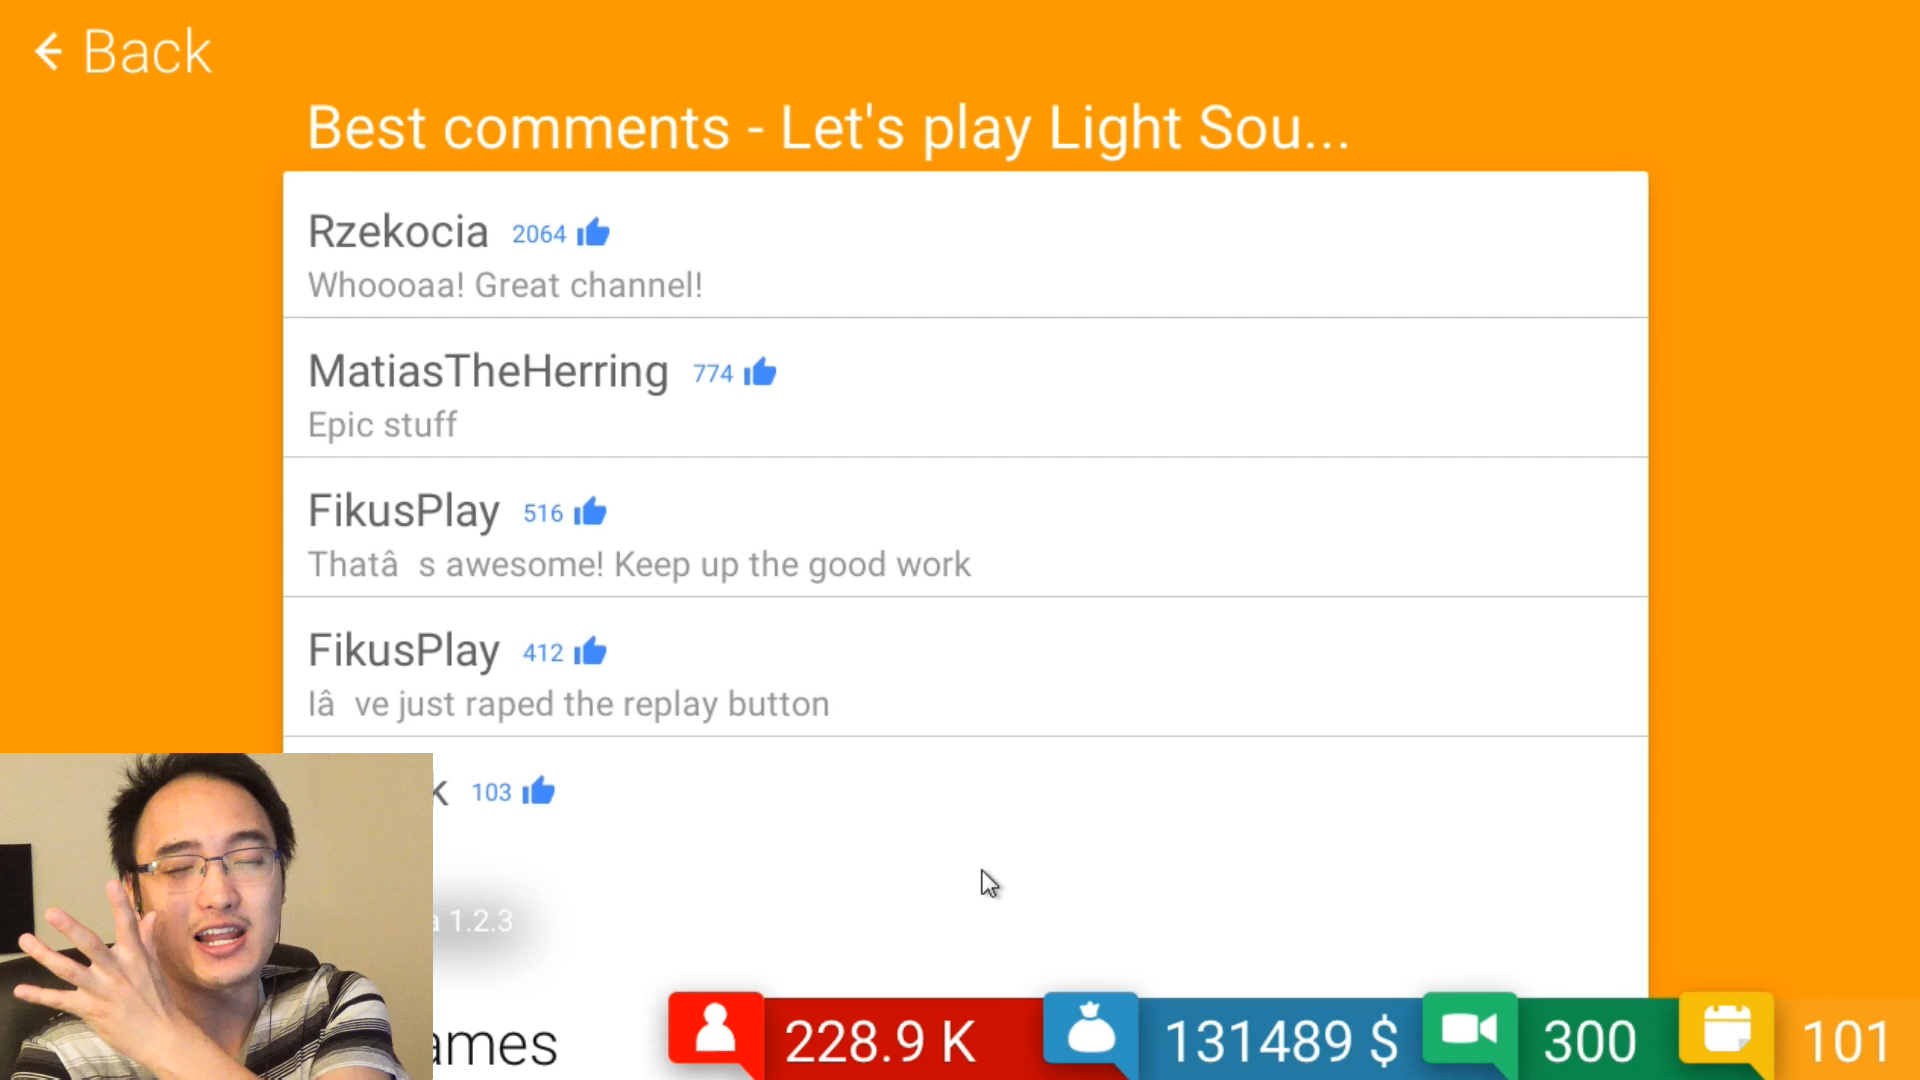 Back
Best comments - Let's play Light Sou...
Rzekocia 2064
Whoooaa! Great channel!
MatiasTheHerring 774
Epic stuff
FikusPlay 516
Thatâ s awesome! Keep up the good work
FikusPlay 412
Iâ ve just raped the replay button
103
1.2.3
228.9 K
131489 $
300
101